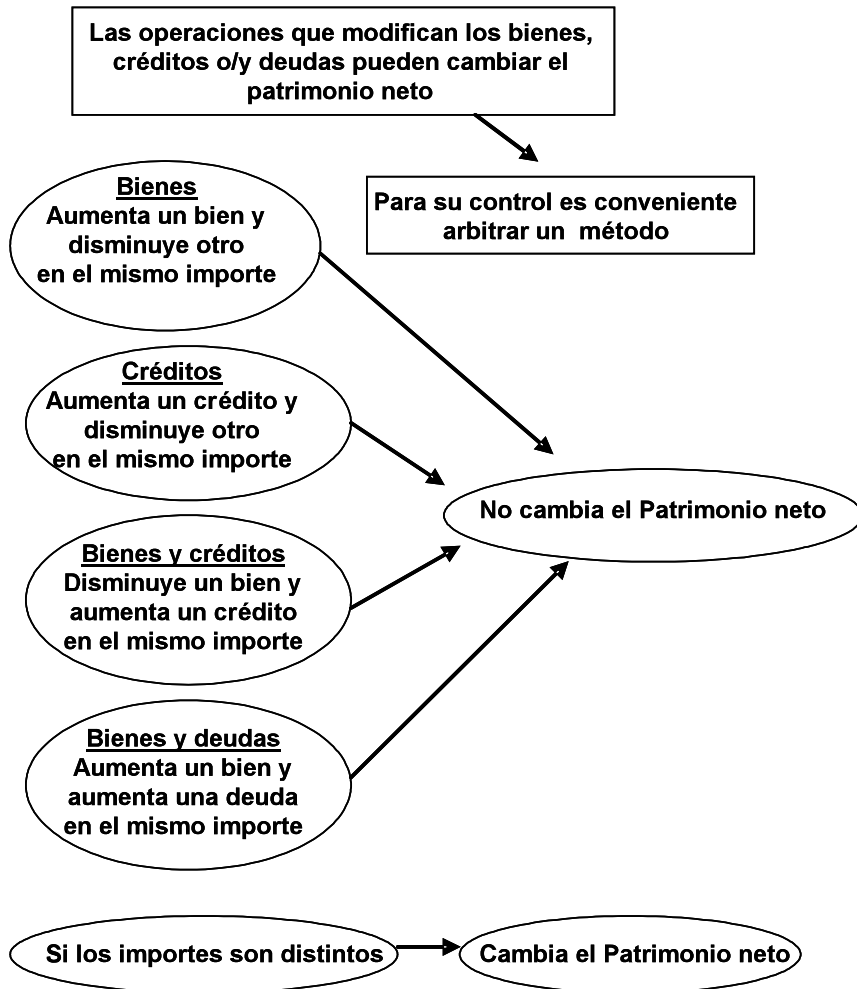 Las operaciones que modifican los bienes,
créditos o/y deudas pueden cambiar el
patrimonio neto
Para su control es conveniente
arbitrar un método
Bienes
Aumenta un bien y
disminuye otro
en el mismo importe
Créditos
Aumenta un crédito y
disminuye otro
en el mismo importe
No cambia el Patrimonio neto
Bienes y créditos
Disminuye un bien y
aumenta un crédito
en el mismo importe
Bienes y deudas
Aumenta un bien y
aumenta una deuda
en el mismo importe
Si los importes son distintos
Cambia el Patrimonio neto